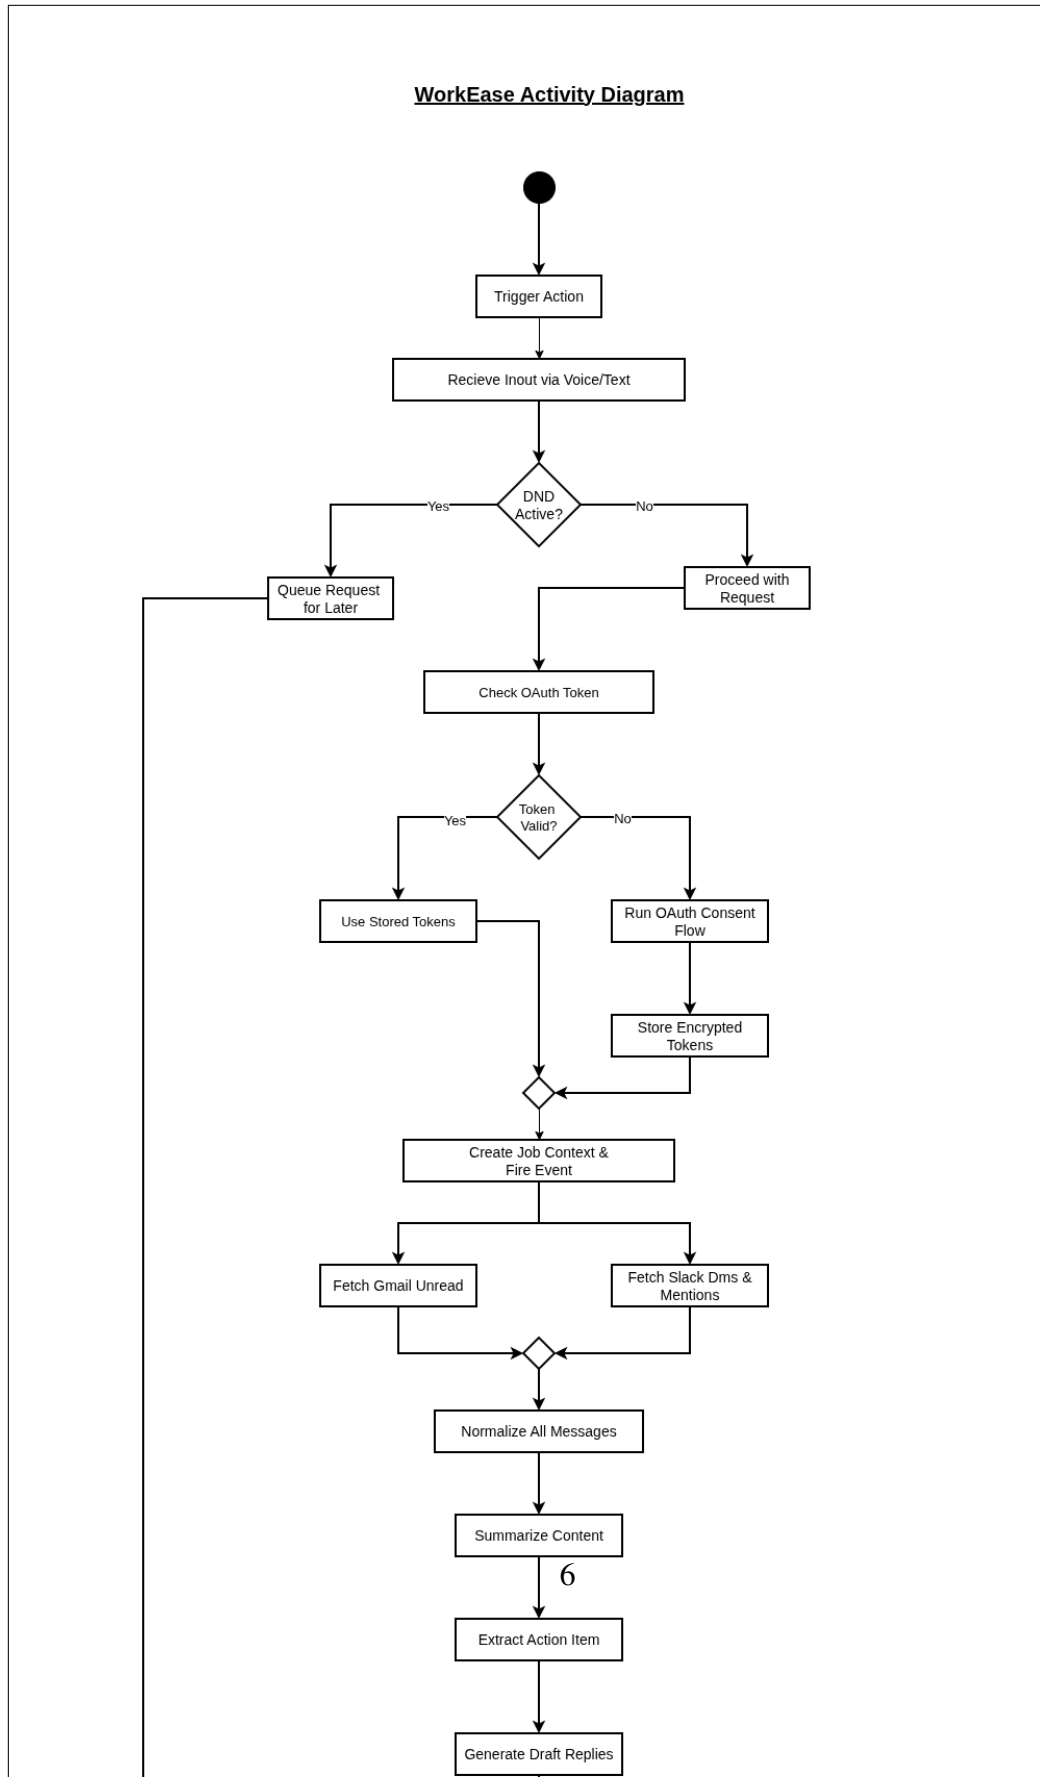 WorkEase Activity Diagram
Trigger Action
Recieve Inout via Voice/Text
DND
Active?
Yes
No
Queue Request
for Later
Proceed with
Request
Check OAuth Token
Token
Valid?
Yes
No
Use Stored Tokens
Run OAuth Consent
Flow
Store Encrypted
Tokens
Create Job Context &
Fire Event
Fetch Gmail Unread
Fetch Slack Dms &
Mentions
Normalize All Messages
Summarize Content
6
Extract Action Item
Generate Draft Replies